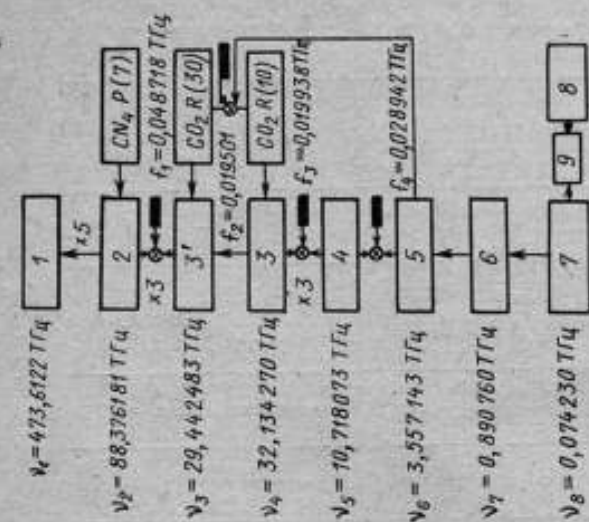 1
×5
2
CN₄ P(7)
×3
f₁=0,048718 ТГц
3'
CO₂ R(30)
f₂=0,019501
3
CO₂ R(10)
×3
f₃=0,019938 ТГц
4
5
f₄=0,028942 ТГц
6
7
9
8
νₑ=473,6122 ТГц
ν₂=88,376181 ТГц
ν₃=29,442483 ТГц
ν₄=32,134270 ТГц
ν₅=10,718073 ТГц
ν₆=3,557143 ТГц
ν₇=0,890760 ТГц
ν₈=0,074230 ТГц